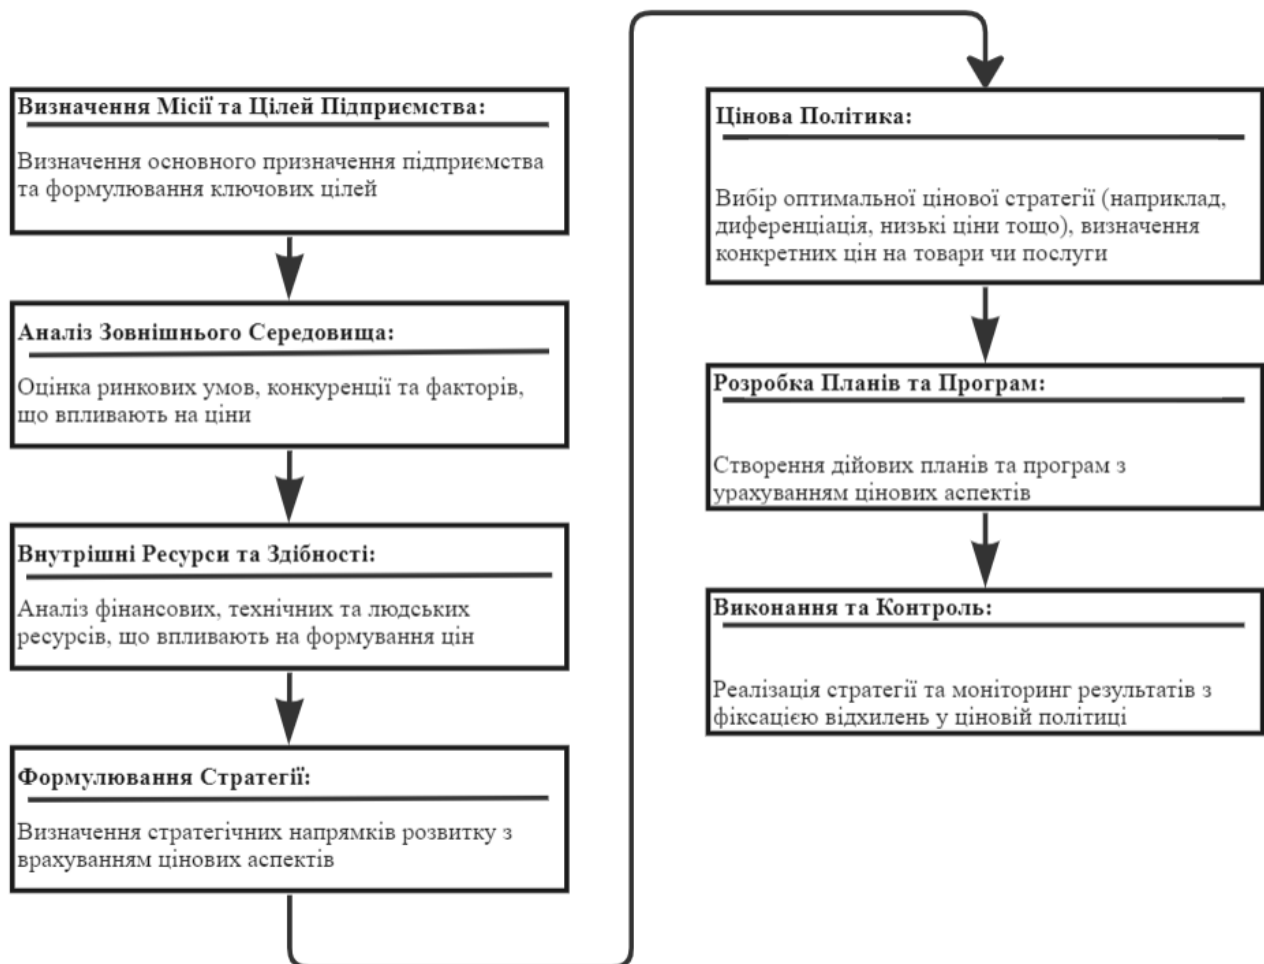 Визначення Місії та Цілей Підприємства:
Визначення основного призначення підприємства
та формулювання ключових цілей
Аналіз Зовнішнього Середовища:
Оцінка ринкових умов, конкуренції та факторів,
що впливають на ціни
Внутрішні Ресурси та Здібності:
Аналіз фінансових, технічних та людських
ресурсів, що впливають на формування цін
Формулювання Стратегії:
Визначення стратегічних напрямків розвитку з
врахуванням цінових аспектів
Цінова Політика:
Вибір оптимальної цінової стратегії (наприклад,
диференціація, низькі ціни тощо), визначення
конкретних цін на товари чи послуги
Розробка Планів та Програм:
Створення дійових планів та програм з
урахуванням цінових аспектів
Виконання та Контроль:
Реалізація стратегії та моніторинг результатів з
фіксацією відхилень у ціновій політиці